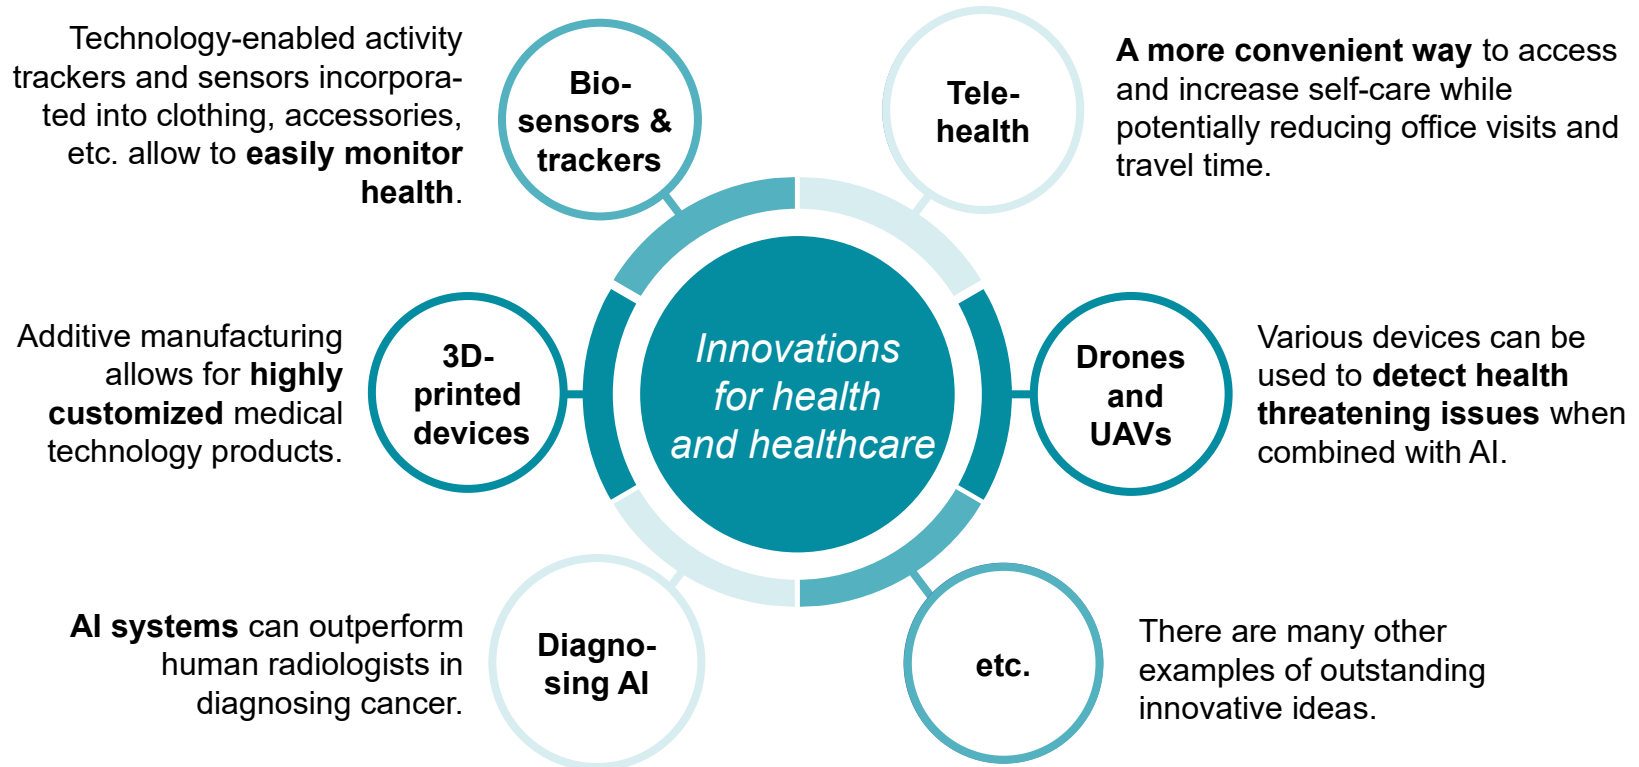 Technology-enabled activity
trackers and sensors incorpora-
ted into clothing, accessories,
etc. allow to easily monitor
health.
Bio-
sensors &
trackers
Tele-
health
A more convenient way to access
and increase self-care while
potentially reducing office visits and
travel time.
Additive manufacturing
allows for highly
customized medical
technology products.
3D-
printed
devices
Innovations
for health
and healthcare
Drones
and
UAVs
Various devices can be
used to detect health
threatening issues when
combined with AI.
AI systems can outperform
human radiologists in
diagnosing cancer.
Diagno-
sing AI
etc.
There are many other
examples of outstanding
innovative ideas.